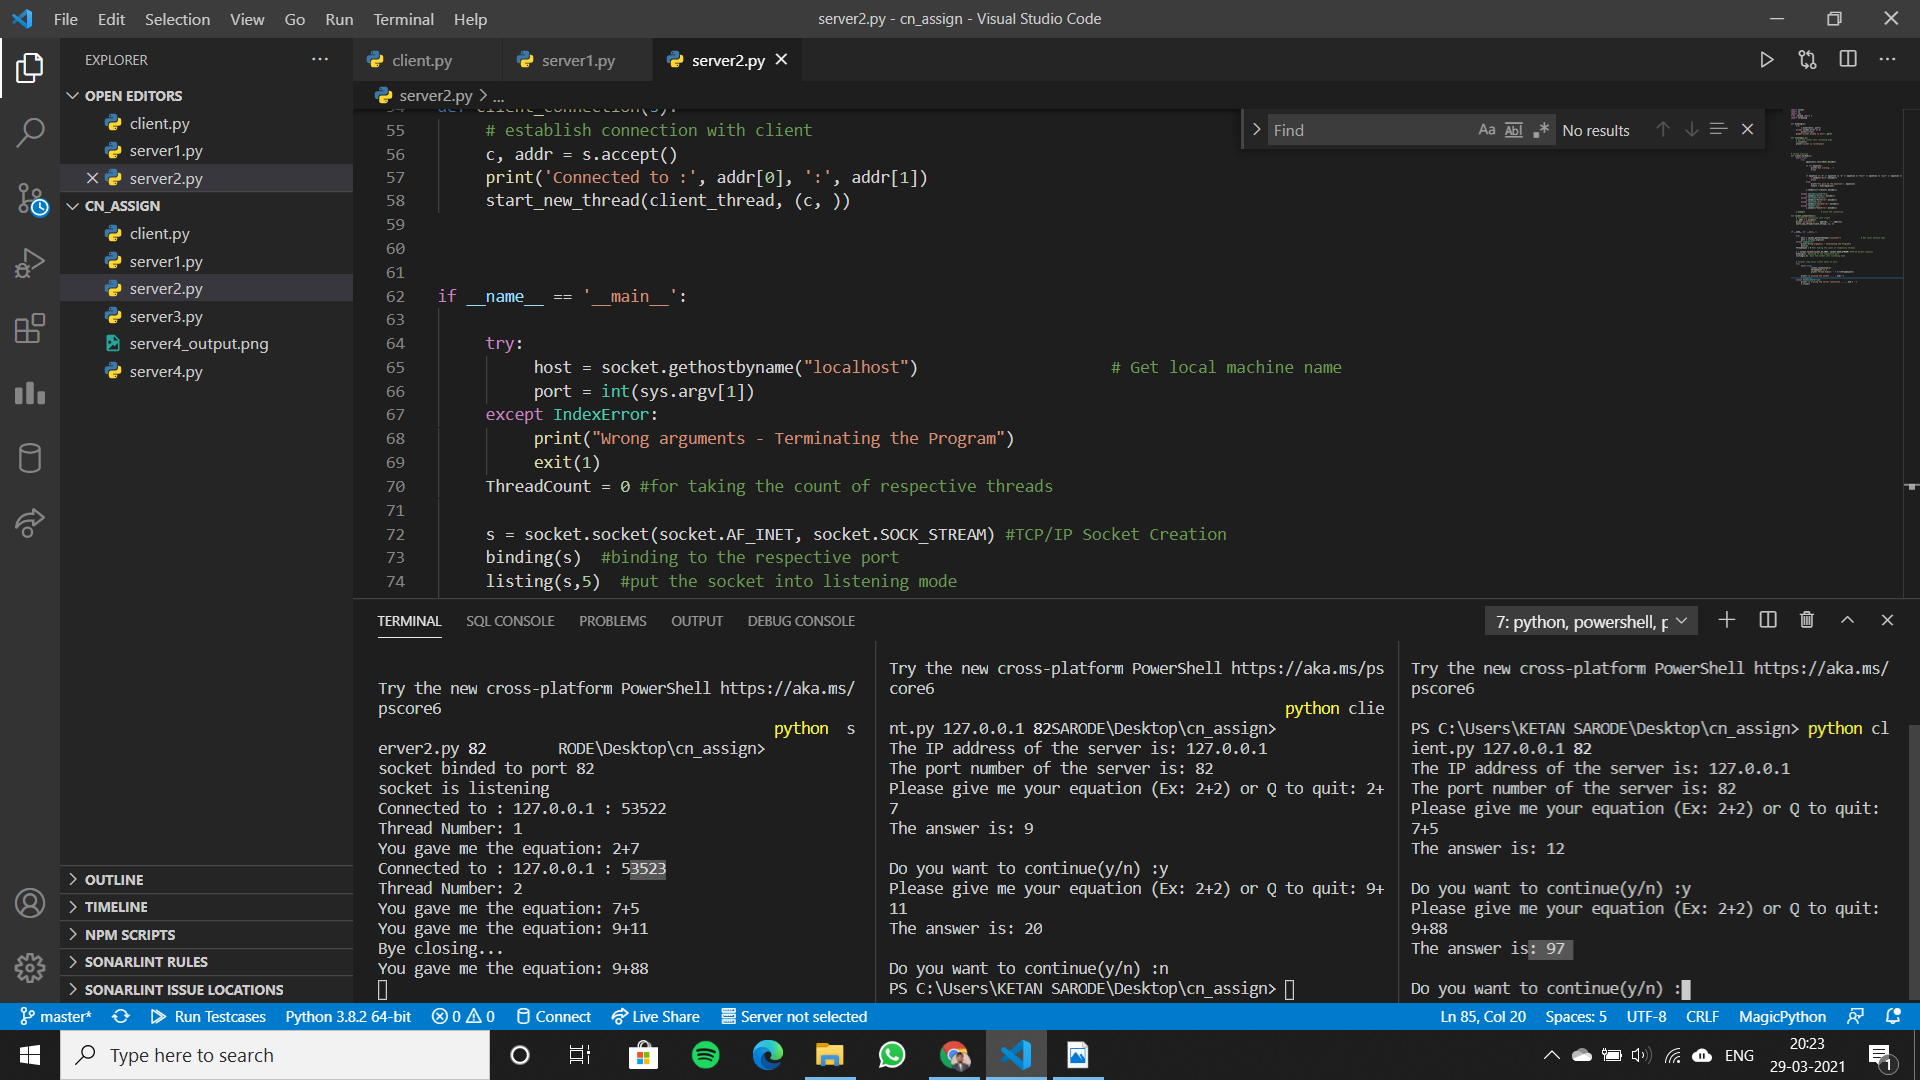 File Edit Selection View Go Run Terminal Help
server2.py - cn_assign - Visual Studio Code
EXPLORER
OPEN EDITORS
client.py
server1.py
server2.py
CN_ASSIGN
client.py
server1.py
server2.py
server3.py
server4_output.png
server4.py
OUTLINE
TIMELINE
NPM SCRIPTS
SONARLINT RULES
SONARLINT ISSUE LOCATIONS
client.py server1.py server2.py
server2.py > ...
Find Aa Abl No results
54 def client_connection(s):
55 # establish connection with client
56 c, addr = s.accept()
57 print('Connected to :', addr[0], ':', addr[1])
58 start_new_thread(client_thread, (c, ))
59
60
61
62 if __name__ == '__main__':
63
64 try:
65 host = socket.gethostbyname("localhost") # Get local machine name
66 port = int(sys.argv[1])
67 except IndexError:
68 print("Wrong arguments - Terminating the Program")
69 exit(1)
70 ThreadCount = 0 #for taking the count of respective threads
71
72 s = socket.socket(socket.AF_INET, socket.SOCK_STREAM) #TCP/IP Socket Creation
73 binding(s) #binding to the respective port
74 listing(s,5) #put the socket into listening mode
TERMINAL SQL CONSOLE PROBLEMS OUTPUT DEBUG CONSOLE
7: python, powershell, p
Try the new cross-platform PowerShell https://aka.ms/
pscore6
python s
erver2.py 82 RODE\Desktop\cn_assign>
socket binded to port 82
socket is listening
Connected to : 127.0.0.1 : 53522
Thread Number: 1
You gave me the equation: 2+7
Connected to : 127.0.0.1 : 53523
Thread Number: 2
You gave me the equation: 7+5
You gave me the equation: 9+11
Bye closing...
You gave me the equation: 9+88
Try the new cross-platform PowerShell https://aka.ms/ps
core6
python clie
nt.py 127.0.0.1 82SARODE\Desktop\cn_assign>
The IP address of the server is: 127.0.0.1
The port number of the server is: 82
Please give me your equation (Ex: 2+2) or Q to quit: 2+
7
The answer is: 9
Do you want to continue(y/n) :y
Please give me your equation (Ex: 2+2) or Q to quit: 9+
11
The answer is: 20
Do you want to continue(y/n) :n
PS C:\Users\KETAN SARODE\Desktop\cn_assign>
Try the new cross-platform PowerShell https://aka.ms/
pscore6
PS C:\Users\KETAN SARODE\Desktop\cn_assign> python cl
ient.py 127.0.0.1 82
The IP address of the server is: 127.0.0.1
The port number of the server is: 82
Please give me your equation (Ex: 2+2) or Q to quit:
7+5
The answer is: 12
Do you want to continue(y/n) :y
Please give me your equation (Ex: 2+2) or Q to quit:
9+88
The answer is: 97
Do you want to continue(y/n) :
master* Run Testcases Python 3.8.2 64-bit 0 0 Connect Live Share Server not selected
Ln 85, Col 20 Spaces: 5 UTF-8 CRLF MagicPython
Type here to search
ENG
20:23
29-03-2021
1